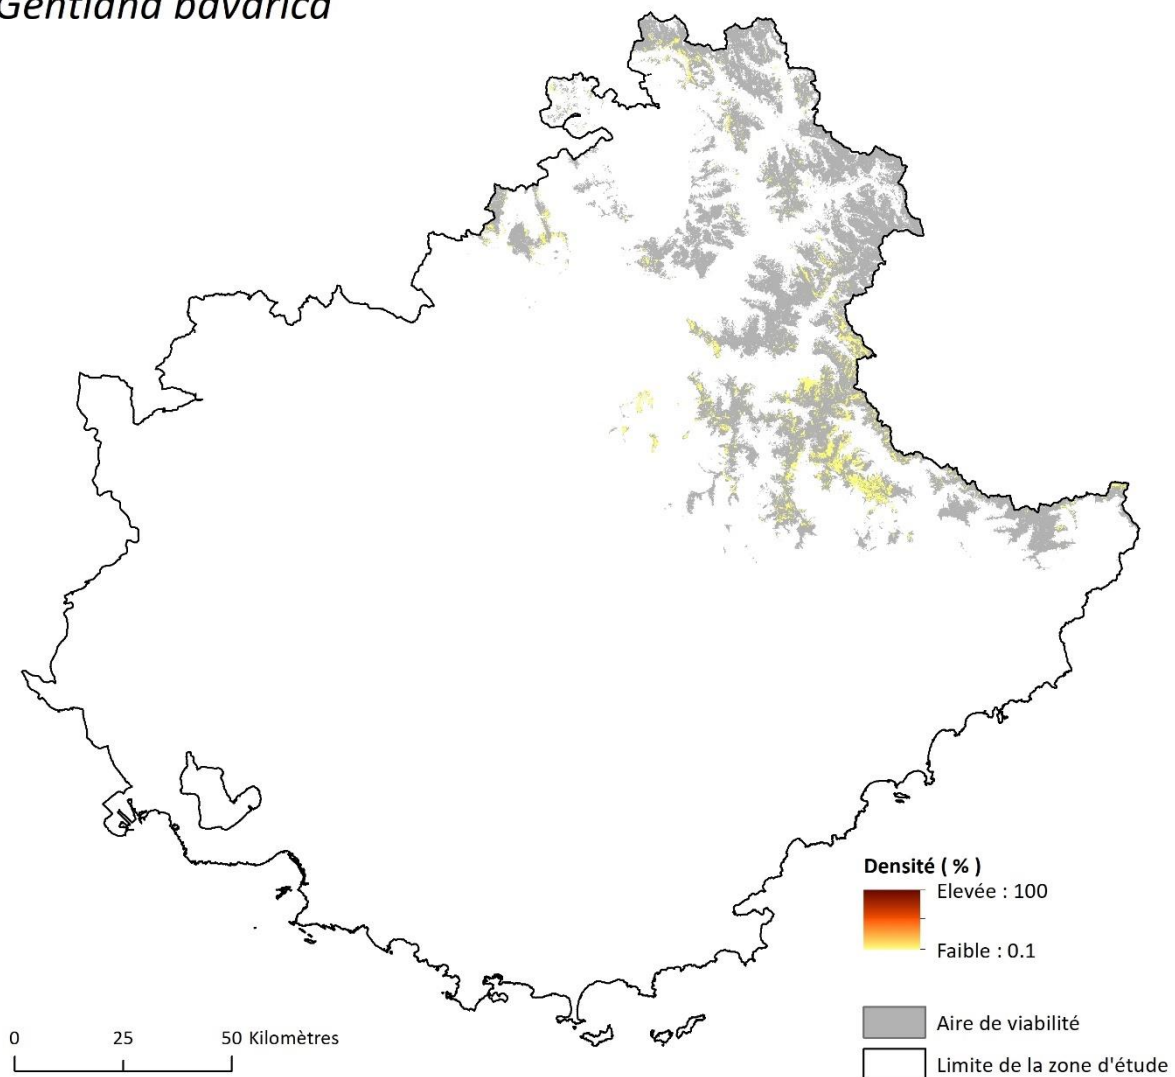 Gentiana bavarica
Densité ( % )
Elevée : 100
Faible : 0.1
Aire de viabilité
Limite de la zone d'étude
0 25 50 Kilomètres